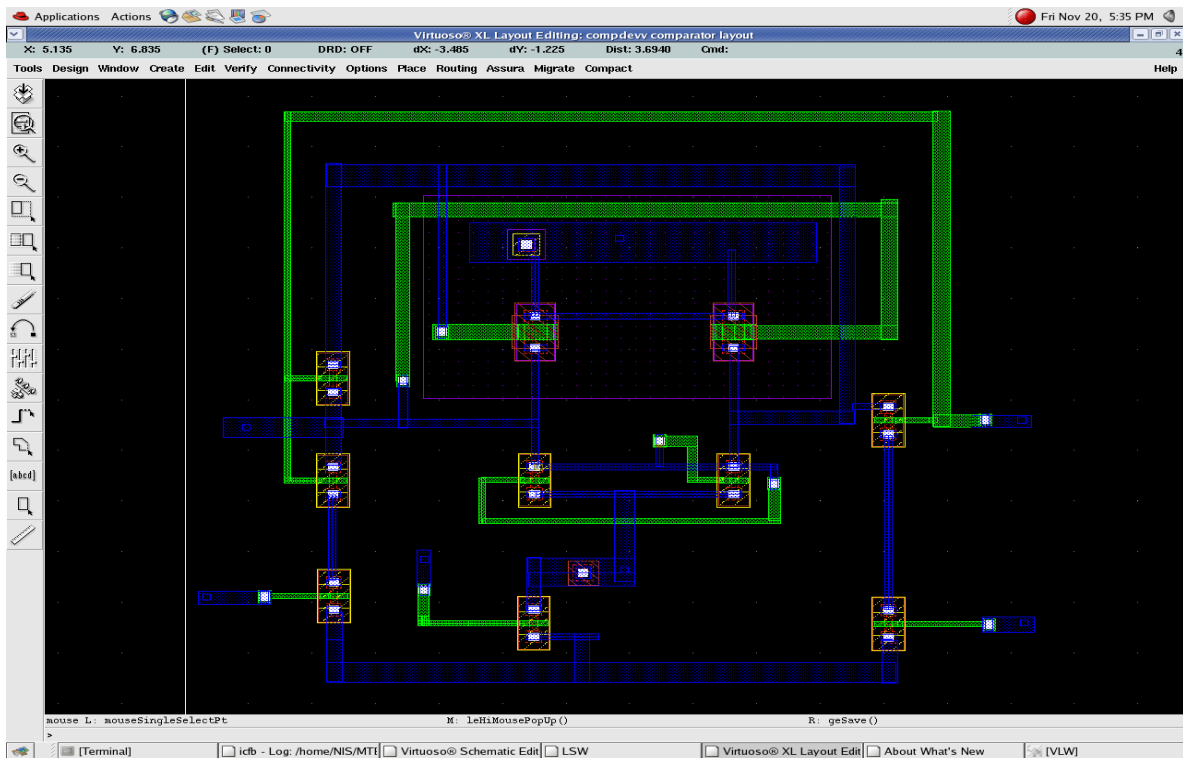 Applications Actions Fri Nov 20, 5:35 PM
Virtuoso® XL Layout Editing: compdevv comparator layout
X: 5.135 Y: 6.835 (F) Select: 0 DRD: OFF dX: -3.485 dY: -1.225 Dist: 3.6940 Cmd:
4
Tools Design Window Create Edit Verify Connectivity Options Place Routing Assura Migrate Compact Help
[abcd]
mouse L: mouseSingleSelectPt M: leHiMousePopUp() R: geSave()
>
[Terminal] icfb - Log: /home/NIS/MTE Virtuoso® Schematic Edit LSW Virtuoso® XL Layout Edit About What's New [VLW]